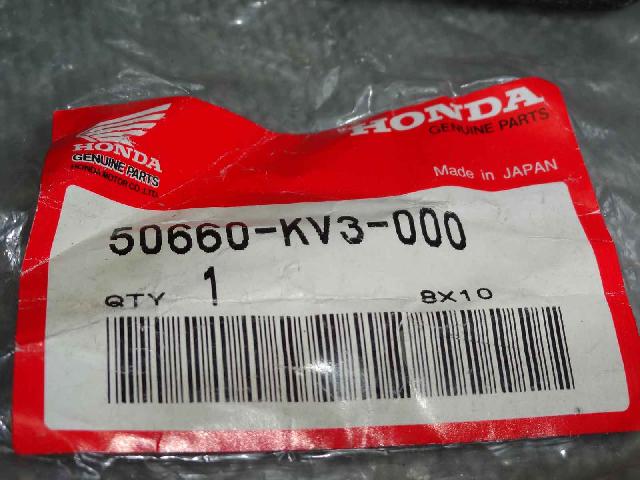 HONDA
GENUINE PARTS
HONDA MOTOR CO.,LTD.
HONDA
GENUINE PARTS
Made in JAPAN
50660-KV3-000
QTY 1 8X10